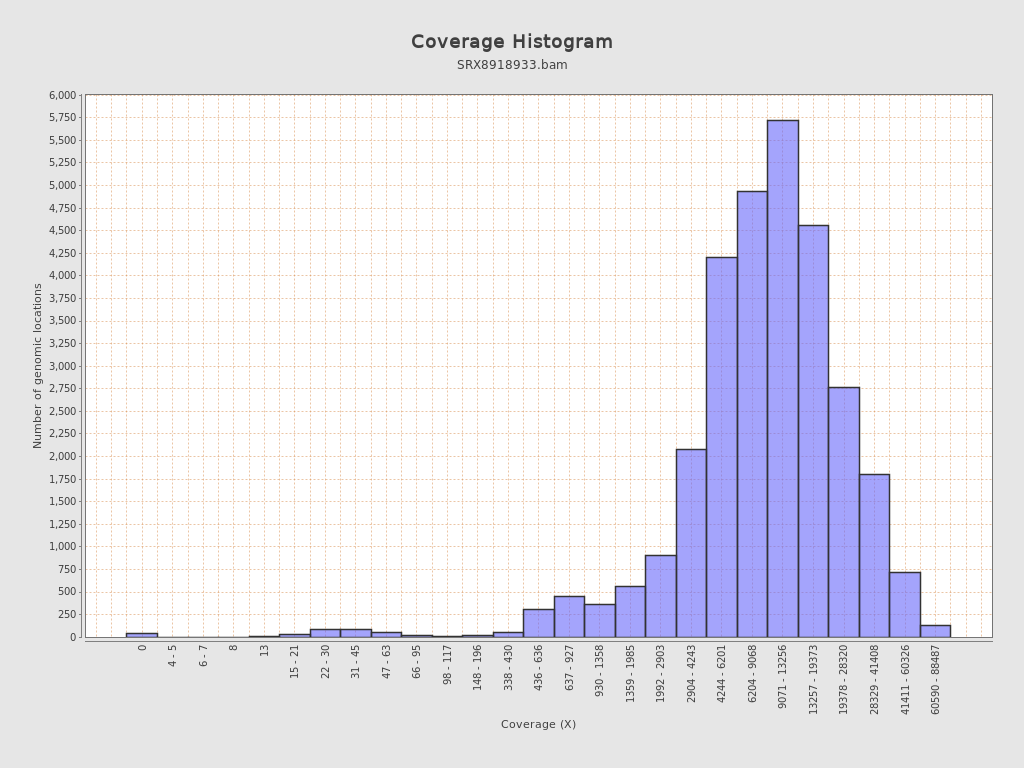 Coverage Histogram
SRX8918933.bam
Number of genomic locations
6,000
5,750
5,500
5,250
5,000
4,750
4,500
4,250
4,000
3,750
3,500
3,250
3,000
2,750
2,500
2,250
2,000
1,750
1,500
1,250
1,000
750
500
250
0
0
4 - 5
6 - 7
8
13
15 - 21
22 - 30
31 - 45
47 - 63
66 - 95
98 - 117
148 - 196
338 - 430
436 - 636
637 - 927
930 - 1358
1359 - 1985
1992 - 2903
2904 - 4243
4244 - 6201
6204 - 9068
9071 - 13256
13257 - 19373
19378 - 28320
28329 - 41408
41411 - 60326
60590 - 88487
Coverage (X)